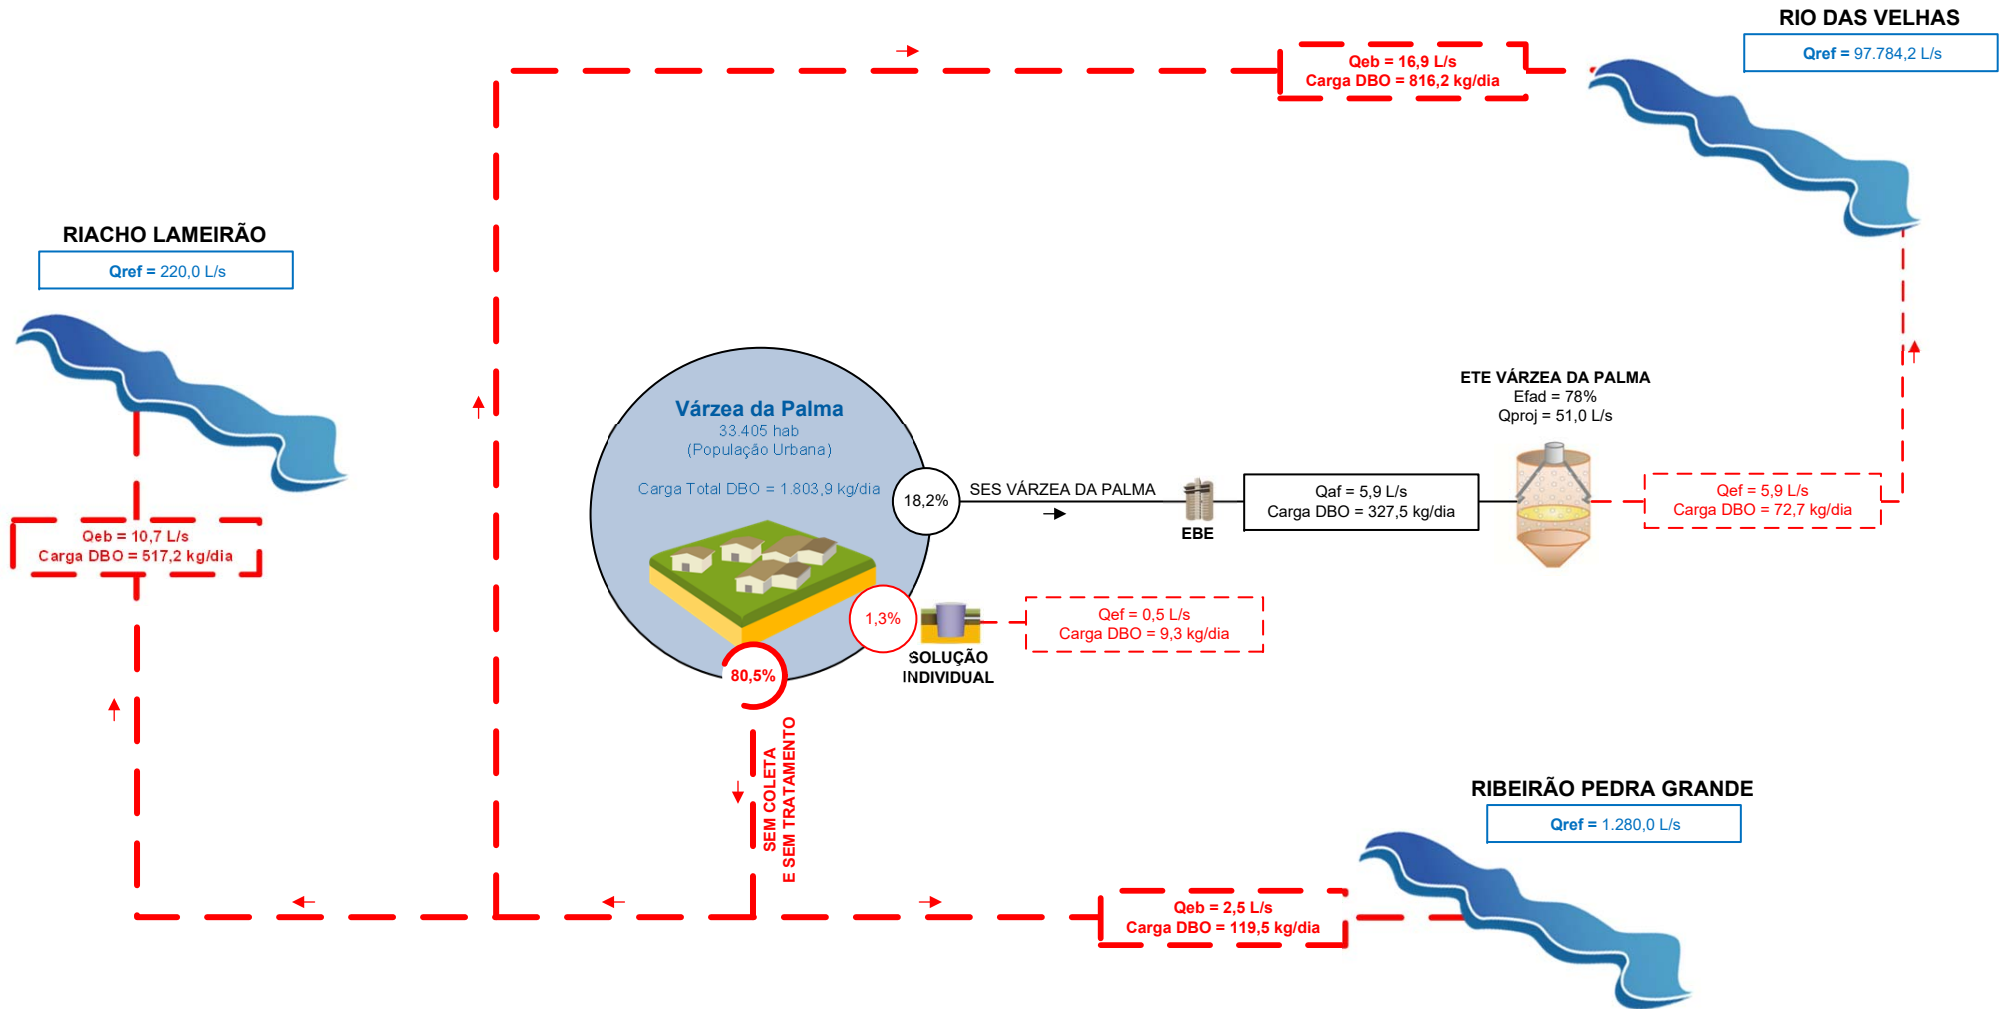 RIO DAS VELHAS
Qref = 97.784,2 L/s
Qeb = 16,9 L/s
Carga DBO = 816,2 kg/dia
RIACHO LAMEIRÃO
Qref = 220,0 L/s
Qeb = 10,7 L/s
Carga DBO = 517,2 kg/dia
Várzea da Palma
33.405 hab
(População Urbana)
Carga Total DBO = 1.803,9 kg/dia
18,2%
SES VÁRZEA DA PALMA
EBE
Qaf = 5,9 L/s
Carga DBO = 327,5 kg/dia
ETE VÁRZEA DA PALMA
Efad = 78%
Qproj = 51,0 L/s
Qef = 5,9 L/s
Carga DBO = 72,7 kg/dia
1,3%
SOLUÇÃO
INDIVIDUAL
Qef = 0,5 L/s
Carga DBO = 9,3 kg/dia
80,5%
SEM COLETA
E SEM TRATAMENTO
RIBEIRÃO PEDRA GRANDE
Qref = 1.280,0 L/s
Qeb = 2,5 L/s
Carga DBO = 119,5 kg/dia